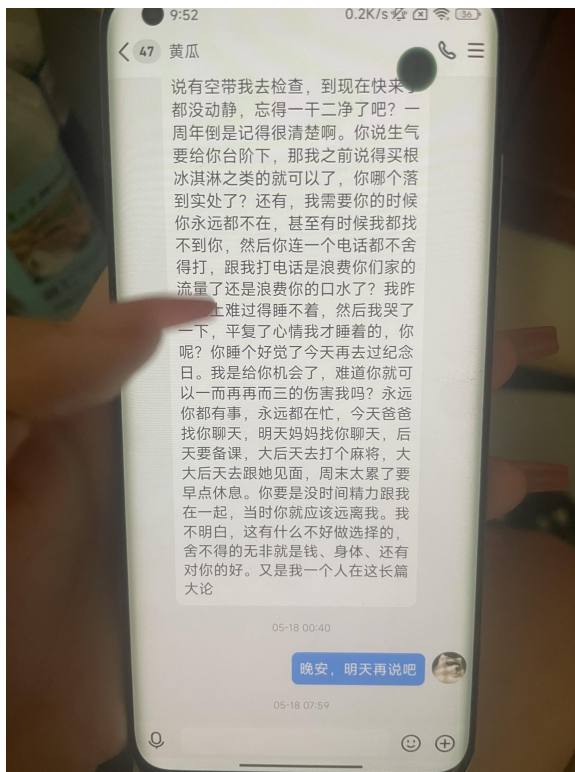 9:52
0.2K/s
36
47
黄瓜
说有空带我去检查，到现在快来了
都没动静，忘得一干二净了吧？一
周年倒是记得很清楚啊。你说生气
要给你台阶下，那我之前说得买根
冰淇淋之类的就可以了，你哪个落
到实处了？还有，我需要你的时候
你永远都不在，甚至有时候我都找
不到你，然后你连一个电话都不舍
得打，跟我打电话是浪费你们家的
流量了还是浪费你的口水了？我昨
上难过得睡不着，然后我哭了
一下，平复了心情我才睡着的，你
呢？你睡个好觉了今天再去过纪念
日。我是给你机会了，难道你就可
以一而再再而三的伤害我吗？永远
你都有事，永远都在忙，今天爸爸
找你聊天，明天妈妈找你聊天，后
天要备课，大后天去打个麻将，大
大后天去跟她见面，周末太累了要
早点休息。你要是没时间精力跟我
在一起，当时你就应该远离我。我
不明白，这有什么不好做选择的，
舍不得的无非就是钱、身体、还有
对你的好。又是我一个人在这长篇
大论
05-18 00:40
晚安，明天再说吧
05-18 07:59